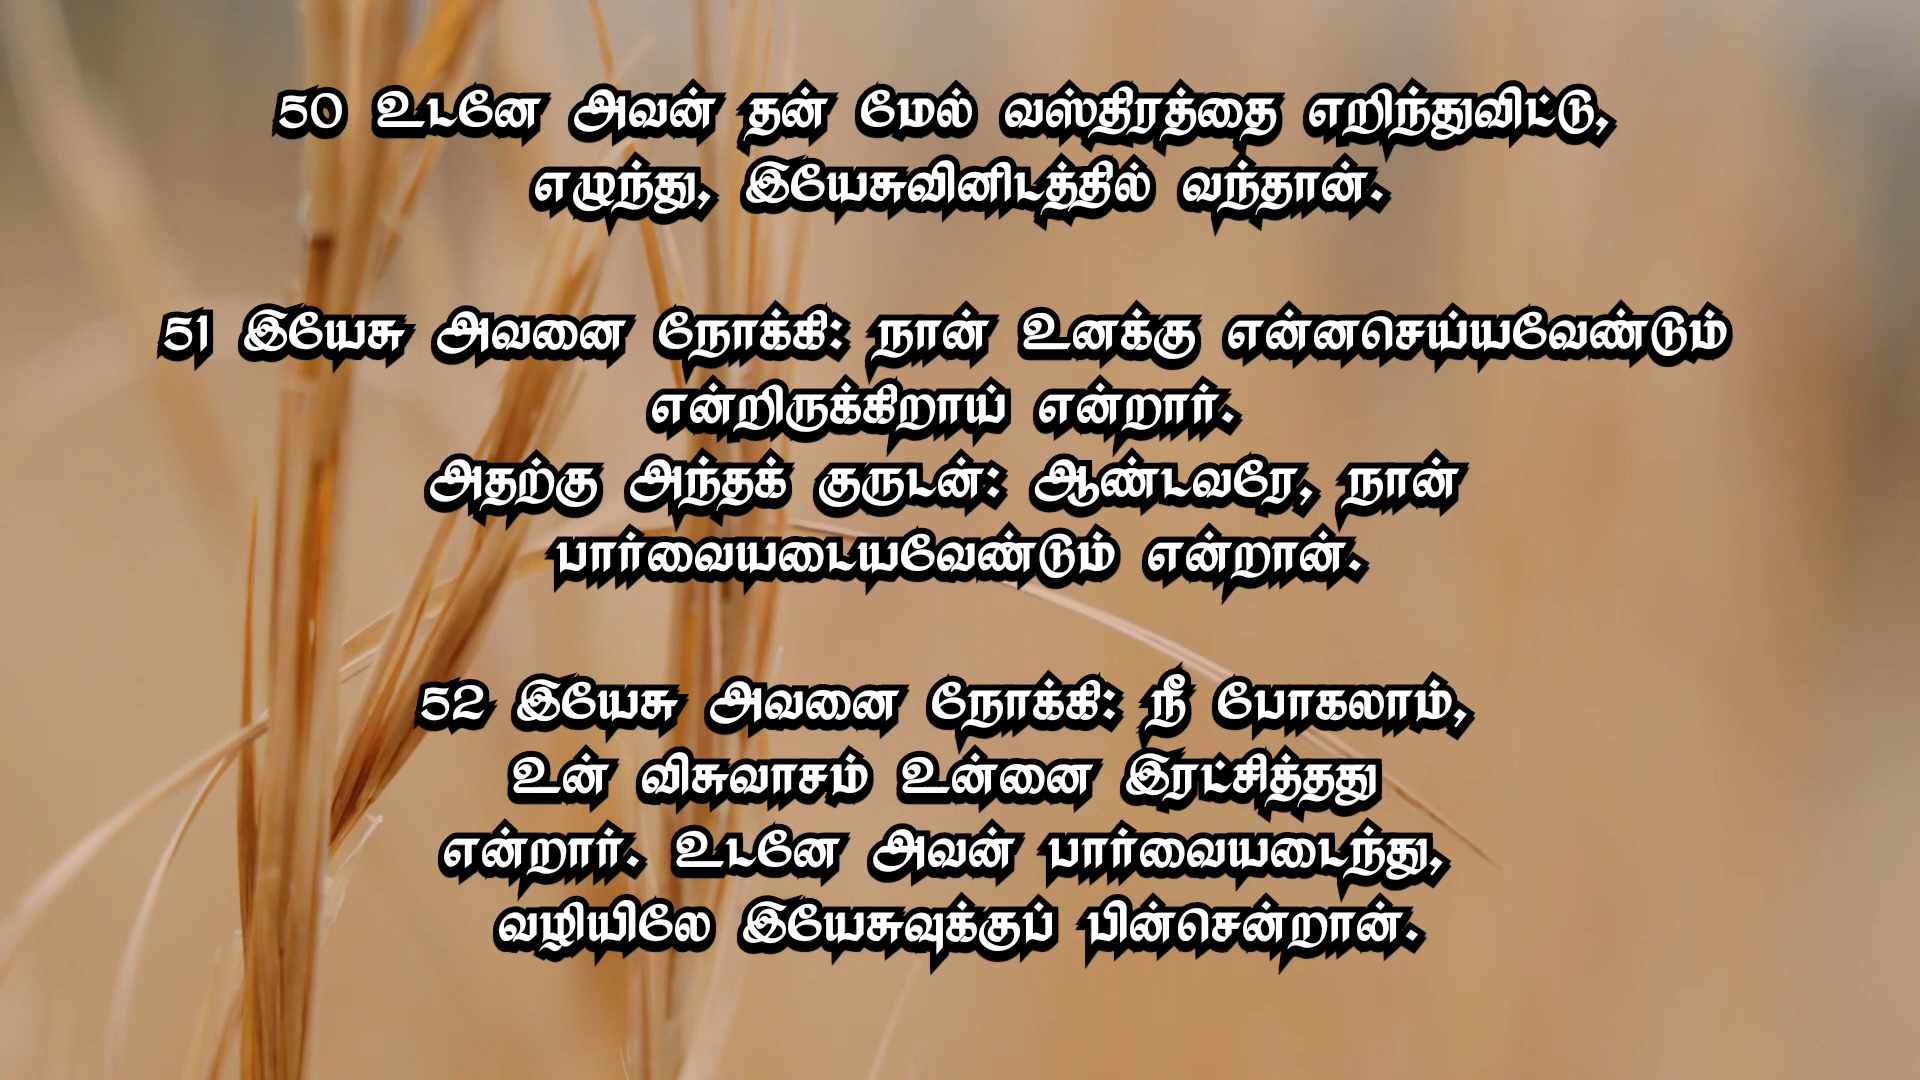 50 உடனே அவன் தன் மேல் வஸ்திரத்தை எறிந்துவிட்டு,
எழுந்து, இயேசுவினிடத்தில் வந்தான்.
51 இயேசு அவனை நோக்கி: நான் உனக்கு என்னசெய்யவேண்டும்
என்றிருக்கிறாய் என்றார்.
அதற்கு அந்தக் குருடன்: ஆண்டவரே, நான்
பார்வையடையவேண்டும் என்றான்.
52 இயேசு அவனை நோக்கி: நீ போகலாம்,
உன் விசுவாசம் உன்னை இரட்சித்தது
என்றார். உடனே அவன் பார்வையடைந்து,
வழியிலே இயேசுவுக்குப் பின்சென்றான்.